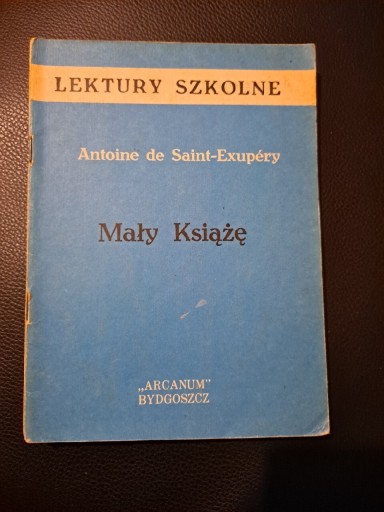 LEKTURY SZKOLNE
Antoine de Saint-Exupéry
Mały Książę
„ARCANUM"
BYDGOSZCZ